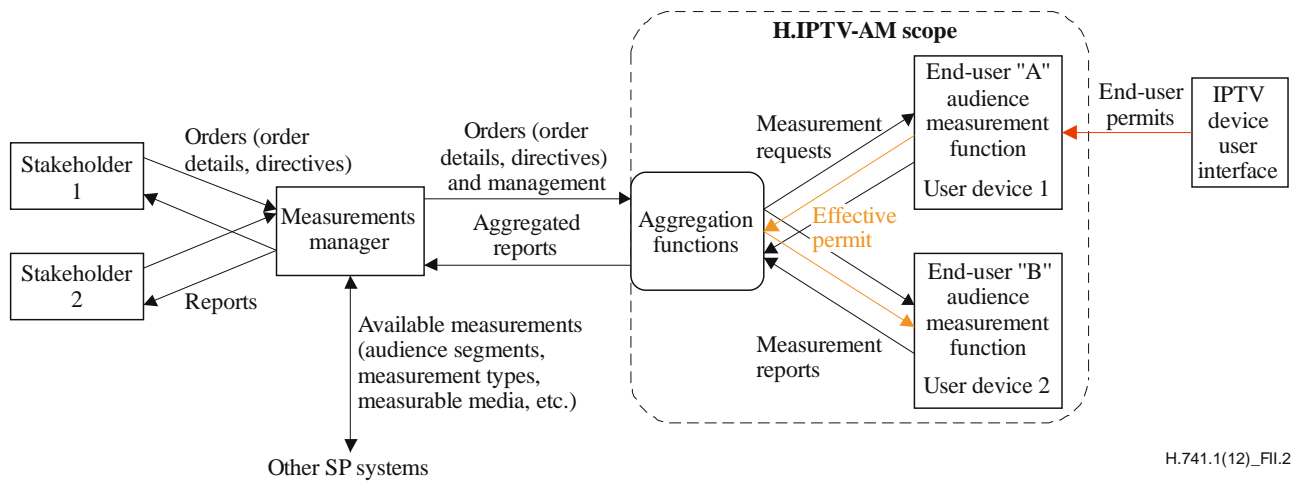 H.IPTV-AM scope
End-user "A"
audience
measurement
function
User device 1
End-user
permits
IPTV
device
user
interface
Measurement
requests
Orders (order
details, directives)
Orders (order
details, directives)
and management
Stakeholder
1
Measurements
manager
Aggregation
functions
Effective
permit
Aggregated
reports
Stakeholder
2
Reports
End-user "B"
audience
measurement
function
User device 2
Available measurements
(audience segments,
measurement types,
measurable media, etc.)
Measurement
reports
Other SP systems
H.741.1(12)_FII.2